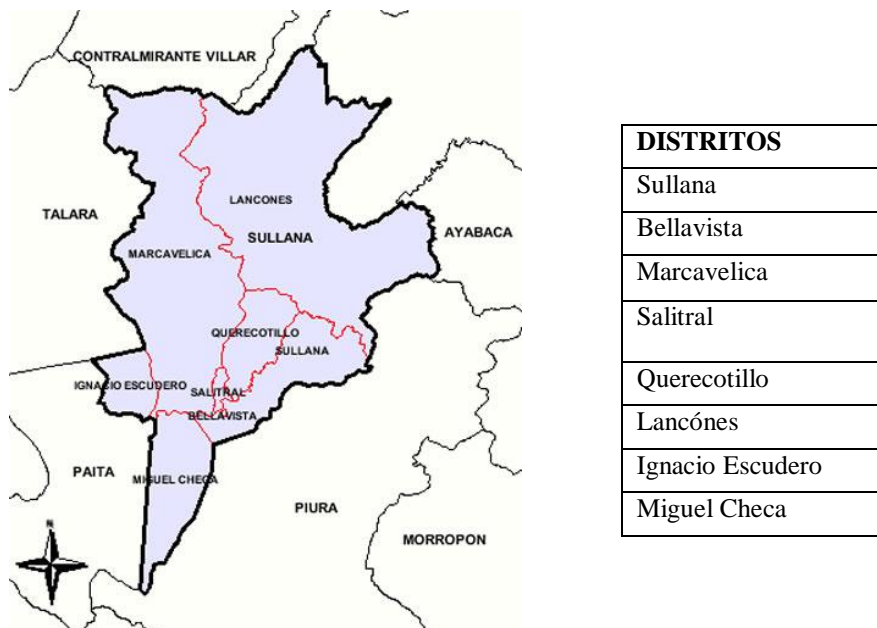 CONTRALMIRANTE VILLAR
LANCONES
TALARA
SULLANA
AYABACA
MARCAVELICA
QUERECOTILLO
SULLANA
IGNACIO ESCUDERO
SALITRAL
BELLAVISTA
PAITA
MIGUEL CHECA
PIURA
MORROPON
N
DISTRITOS
Sullana
Bellavista
Marcavelica
Salitral
Querecotillo
Lancónes
Ignacio Escudero
Miguel Checa